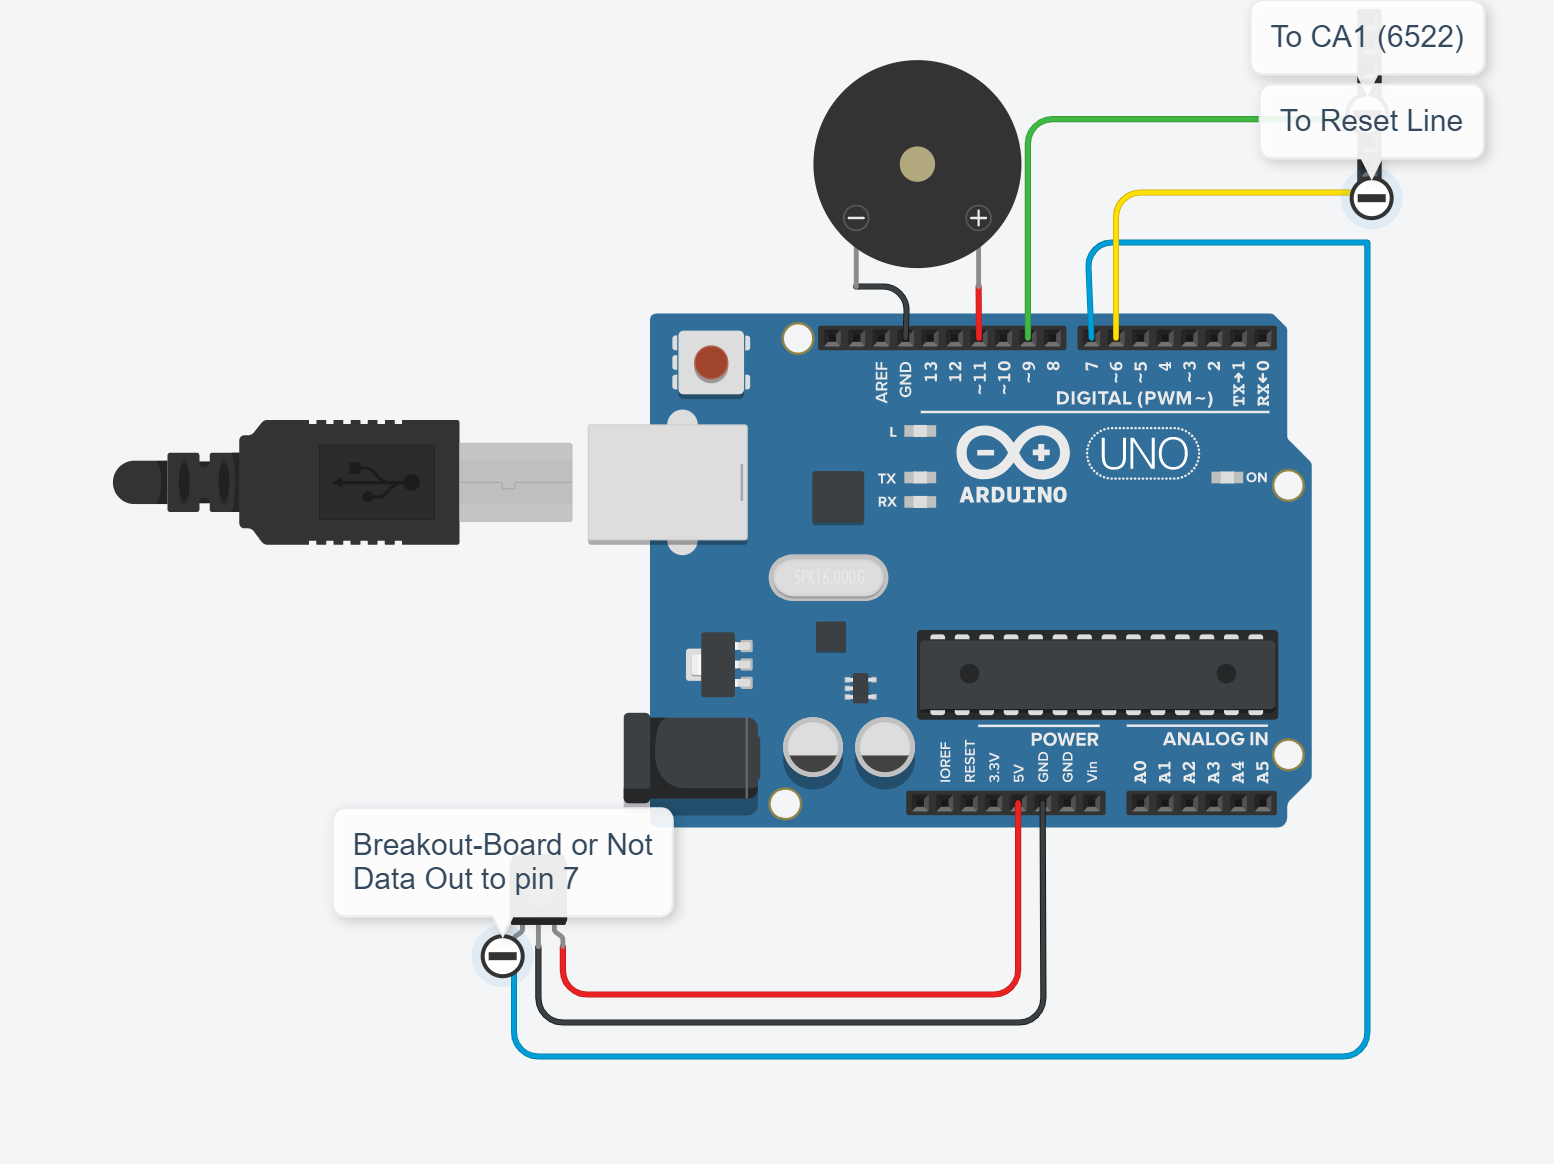 To CA1 (6522)
To Reset Line
AREF
GND
13
12
~11
~10
~9
8
7
~6
~5
4
~3
2
TX→1
RX←0
DIGITAL (PWM~)
L
TX
RX
ARDUINO
UNO
ON
SPK16.000G
POWER
ANALOG IN
IOREF
RESET
3.3V
5V
GND
GND
Vin
A0
A1
A2
A3
A4
A5
Breakout-Board or Not
Data Out to pin 7